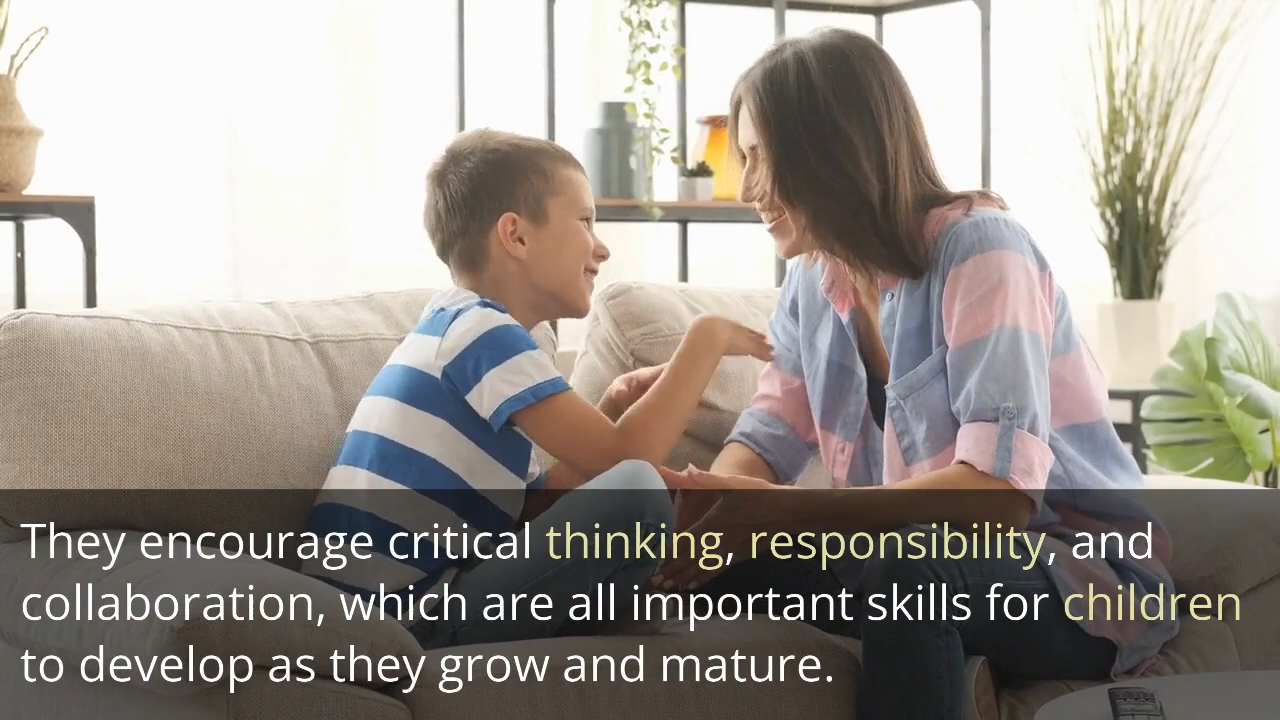 They encourage critical thinking, responsibility, and
collaboration, which are all important skills for children
to develop as they grow and mature.